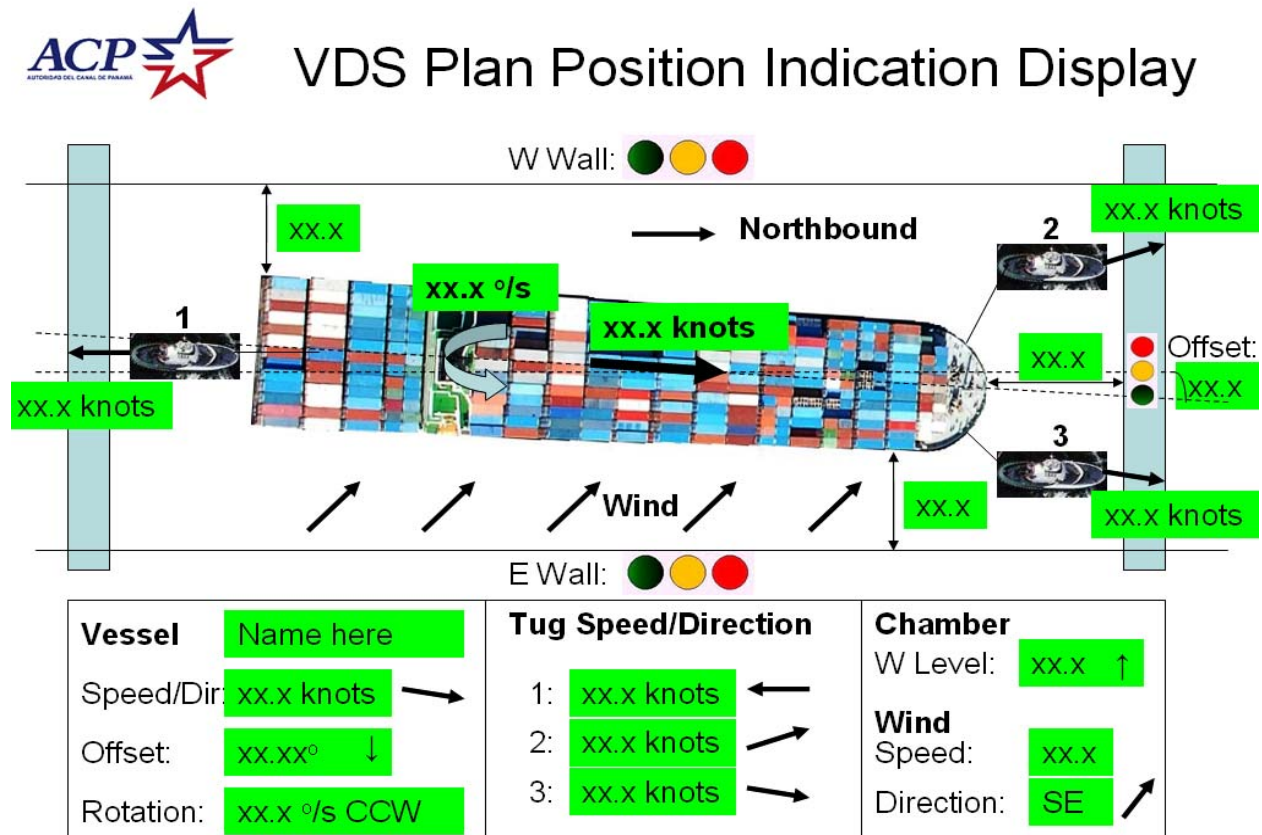 ACP
AUTORIDAD DEL CANAL DE PANAMÁ
VDS Plan Position Indication Display
W Wall:
xx.x
Northbound
2
xx.x knots
xx.x º/s
1
xx.x knots
xx.x
Offset:
xx.x
xx.x knots
3
Wind
xx.x
xx.x knots
E Wall:
Vessel Name here
Speed/Dir: xx.x knots
Offset: xx.xxº ↓
Rotation: xx.x º/s CCW
Tug Speed/Direction
1: xx.x knots
2: xx.x knots
3: xx.x knots
Chamber
W Level: xx.x ↑
Wind
Speed: xx.x
Direction: SE